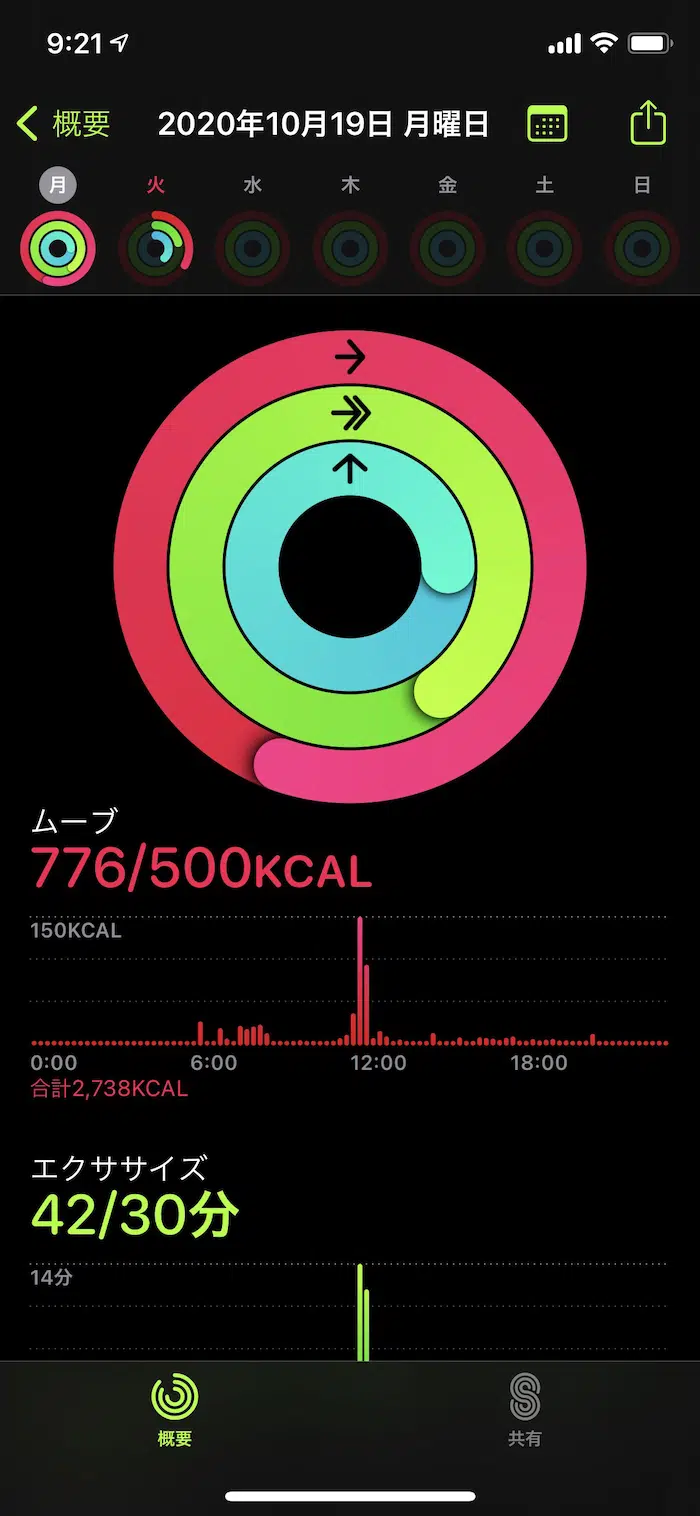 9:21
概要 2020年10月19日 月曜日
月 火 水 木 金 土 日
ムーブ
776/500KCAL
150KCAL
0:00 6:00 12:00 18:00
合計2,738KCAL
エクササイズ
42/30分
14分
概要 共有